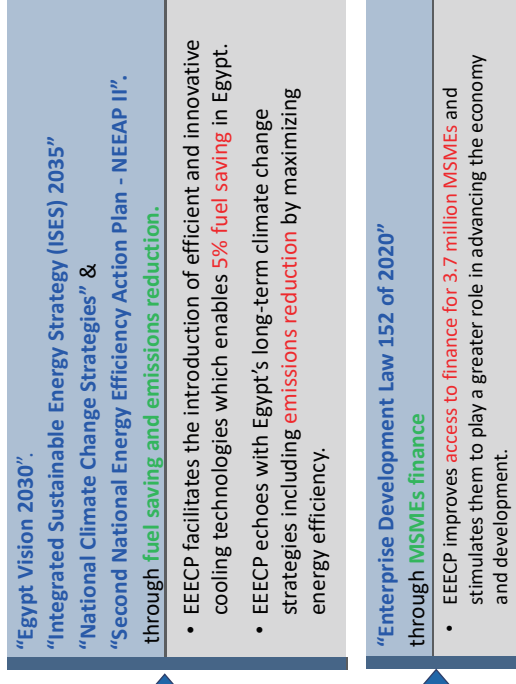 “Egypt Vision 2030”.
“Integrated Sustainable Energy Strategy (ISES) 2035”
“National Climate Change Strategies” &
“Second National Energy Efficiency Action Plan - NEEAP II”.
through fuel saving and emissions reduction.
• EEECP facilitates the introduction of efficient and innovative
cooling technologies which enables 5% fuel saving in Egypt.
• EEECP echoes with Egypt’s long-term climate change
strategies including emissions reduction by maximizing
energy efficiency.
“Enterprise Development Law 152 of 2020”
through MSMEs finance
• EEECP improves access to finance for 3.7 million MSMEs and
stimulates them to play a greater role in advancing the economy
and development.